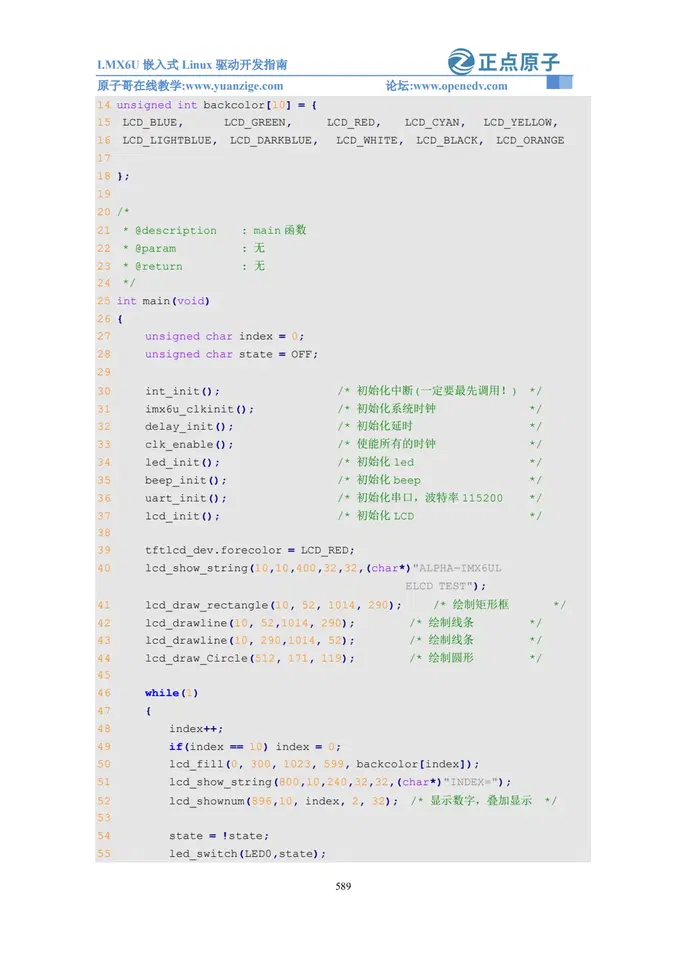 I.MX6U 嵌入式 Linux 驱动开发指南
正点原子
原子哥在线教学:www.yuanzige.com 论坛:www.openedv.com
14 unsigned int backcolor[10] = {
15 LCD_BLUE, LCD_GREEN, LCD_RED, LCD_CYAN, LCD_YELLOW,
16 LCD_LIGHTBLUE, LCD_DARKBLUE, LCD_WHITE, LCD_BLACK, LCD_ORANGE
17
18 };
19
20 /*
21 * @description : main 函数
22 * @param : 无
23 * @return : 无
24 */
25 int main(void)
26 {
27 unsigned char index = 0;
28 unsigned char state = OFF;
29
30 int_init(); /* 初始化中断(一定要最先调用！) */
31 imx6u_clkinit(); /* 初始化系统时钟 */
32 delay_init(); /* 初始化延时 */
33 clk_enable(); /* 使能所有的时钟 */
34 led_init(); /* 初始化 led */
35 beep_init(); /* 初始化 beep */
36 uart_init(); /* 初始化串口，波特率 115200 */
37 lcd_init(); /* 初始化 LCD */
38
39 tftlcd_dev.forecolor = LCD_RED;
40 lcd_show_string(10,10,400,32,32,(char*)"ALPHA-IMX6UL
ELCD TEST");
41 lcd_draw_rectangle(10, 52, 1014, 290); /* 绘制矩形框 */
42 lcd_drawline(10, 52,1014, 290); /* 绘制线条 */
43 lcd_drawline(10, 290,1014, 52); /* 绘制线条 */
44 lcd_draw_Circle(512, 171, 119); /* 绘制圆形 */
45
46 while(1)
47 {
48 index++;
49 if(index == 10) index = 0;
50 lcd_fill(0, 300, 1023, 599, backcolor[index]);
51 lcd_show_string(800,10,240,32,32,(char*)"INDEX=");
52 lcd_shownum(896,10, index, 2, 32); /* 显示数字，叠加显示 */
53
54 state = !state;
55 led_switch(LED0,state);
589